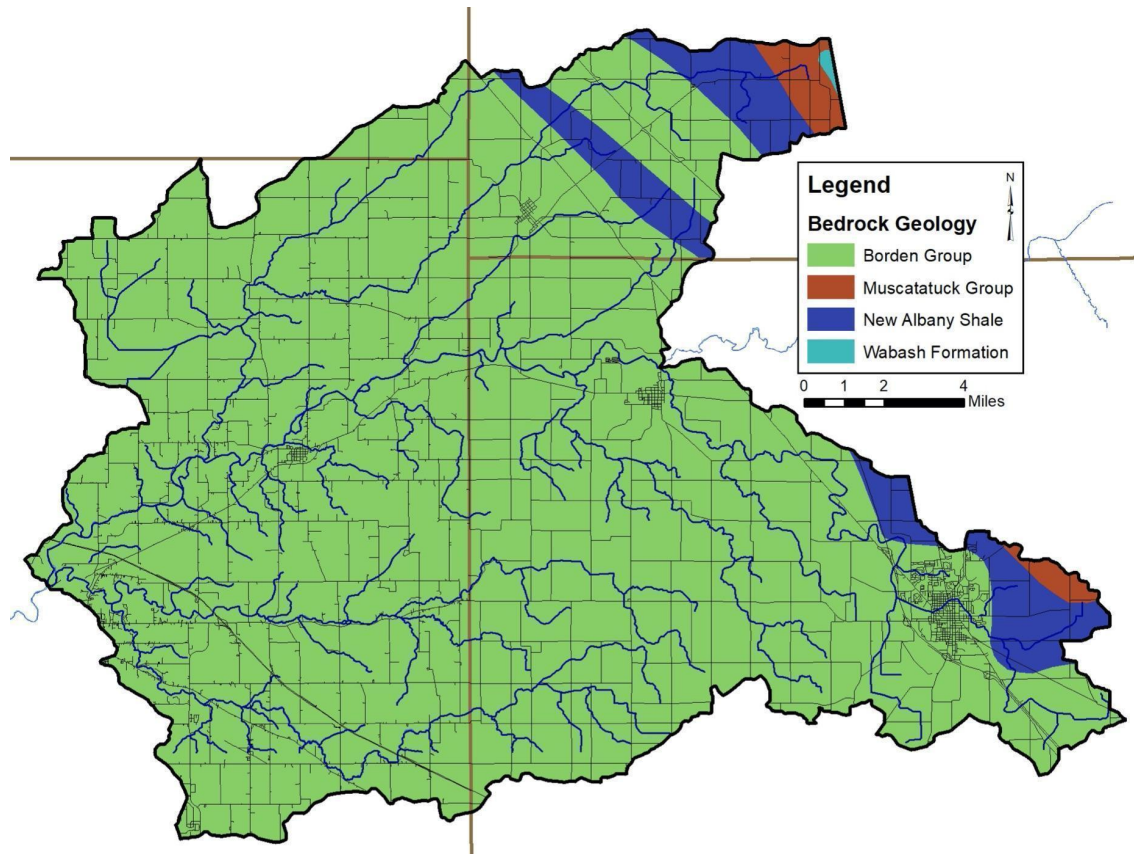 Legend
N
Bedrock Geology
Borden Group
Muscatatuck Group
New Albany Shale
Wabash Formation
0 1 2 4
Miles